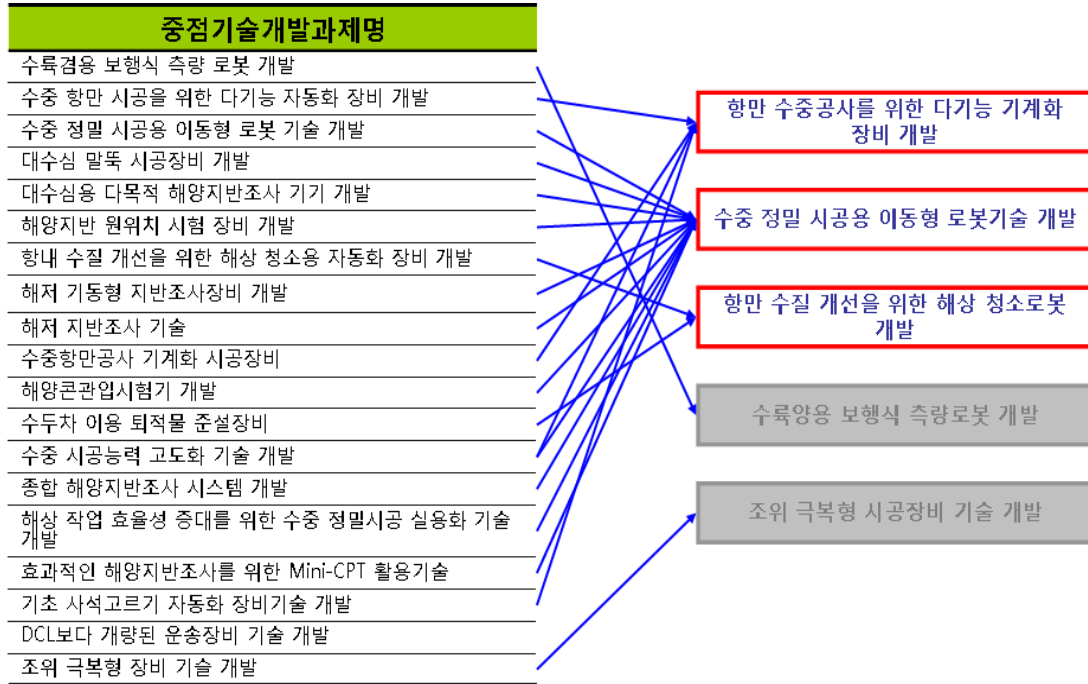 중점기술개발과제명
수륙겸용 보행식 측량 로봇 개발
수중 항만 시공을 위한 다기능 자동화 장비 개발
수중 정밀 시공용 이동형 로봇 기술 개발
대수심 말뚝 시공장비 개발
대수심용 다목적 해양지반조사 기기 개발
해양지반 원위치 시험 장비 개발
항내 수질 개선을 위한 해상 청소용 자동화 장비 개발
해저 기동형 지반조사장비 개발
해저 지반조사 기술
수중항만공사 기계화 시공장비
해양콘관입시험기 개발
수두차 이용 퇴적물 준설장비
수중 시공능력 고도화 기술 개발
종합 해양지반조사 시스템 개발
해상 작업 효율성 증대를 위한 수중 정밀시공 실용화 기술
개발
효과적인 해양지반조사를 위한 Mini-CPT 활용기술
기초 사석고르기 자동화 장비기술 개발
DCL보다 개량된 운송장비 기술 개발
조위 극복형 장비 기슬 개발
항만 수중공사를 위한 다기능 기계화
장비 개발
수중 정밀 시공용 이동형 로봇기술 개발
항만 수질 개선을 위한 해상 청소로봇
개발
수륙양용 보행식 측량로봇 개발
조위 극복형 시공장비 기술 개발